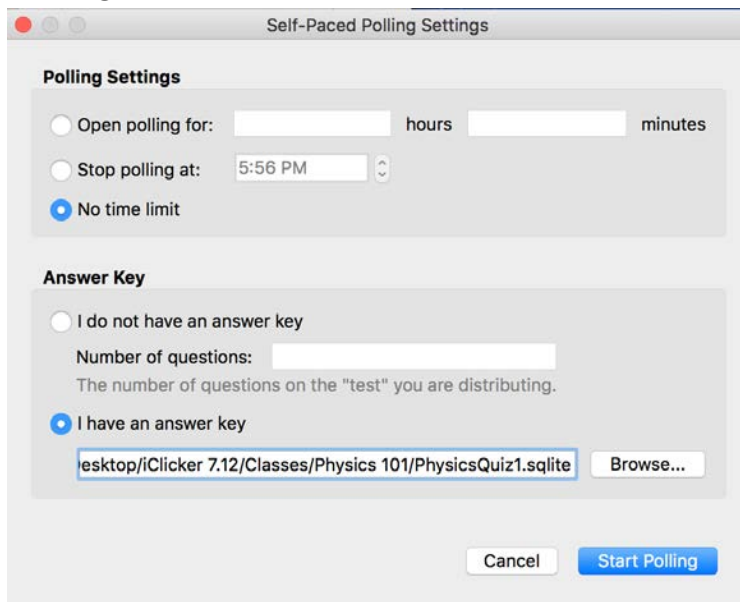 Self-Paced Polling Settings
Polling Settings
Open polling for: hours minutes
Stop polling at: 5:56 PM
No time limit
Answer Key
I do not have an answer key
Number of questions:
The number of questions on the "test" you are distributing.
I have an answer key
esktop/iClicker 7.12/Classes/Physics 101/PhysicsQuiz1.sqlite Browse...
Cancel Start Polling